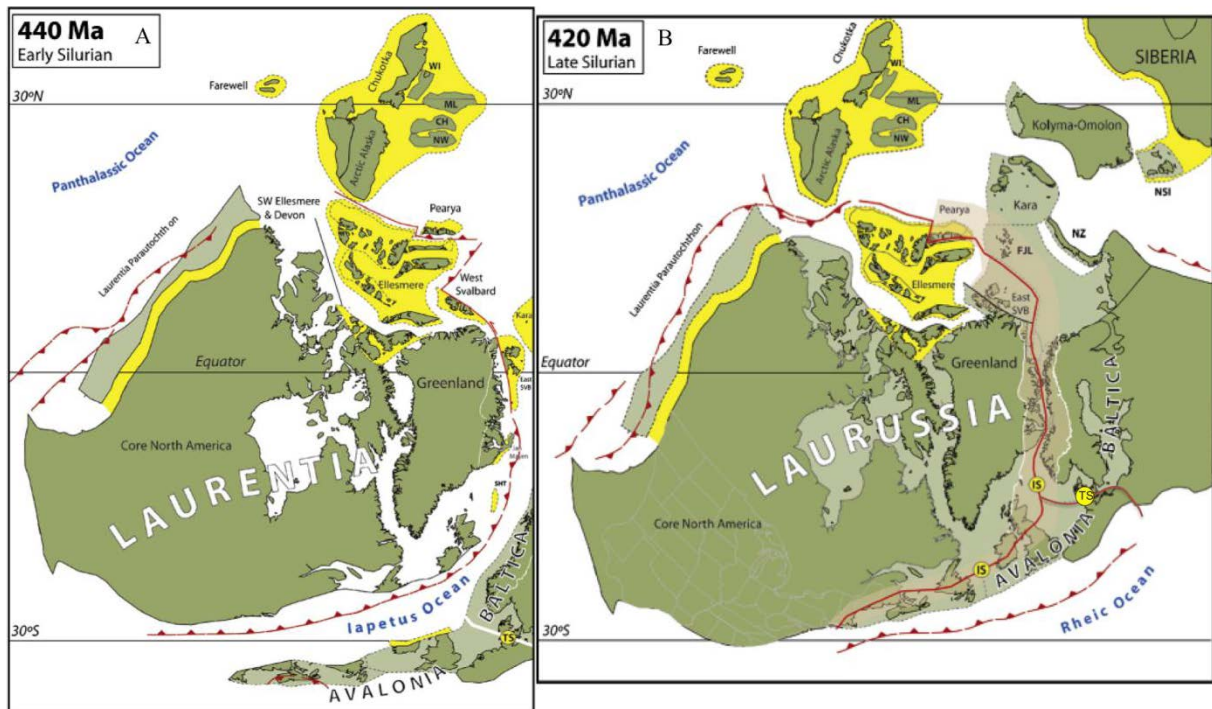 440 Ma
A
Early Silurian
Farewell
Chukotka
WI
30°N
ML
CH
NW
Arctic Alaska
Panthalassic Ocean
SW Ellesmere
& Devon
Pearya
Laurentia Parautochthon
Ellesmere
West
Svalbard
Kara
Equator
East
SVB
Greenland
Core North America
LAURENTIA
SHT
BALTICA
Iapetus Ocean
30°S
TS
AVALONIA
420 Ma
B
Late Silurian
Farewell
Chukotka
WI
SIBERIA
30°N
ML
CH
NW
Kolyma-Omolon
Arctic Alaska
NSI
Panthalassic Ocean
Pearya
Kara
NZ
FJL
Laurentia Parautochthon
Ellesmere
East
SVB
Equator
Greenland
BALTICA
LAURUSSIA
IS
TS
Core North America
IS
AVALONIA
Rheic Ocean
30°S